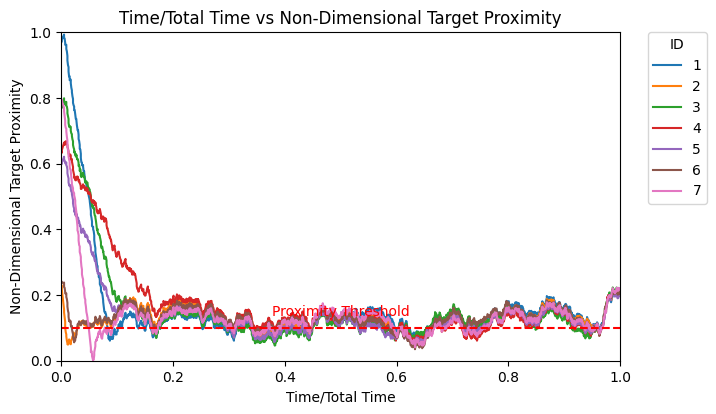 Time/Total Time vs Non-Dimensional Target Proximity
ID
1
2
3
4
5
6
7
Non-Dimensional Target Proximity
1.0
0.8
0.6
0.4
0.2
0.0
Proximity Threshold
0.0 0.2 0.4 0.6 0.8 1.0
Time/Total Time